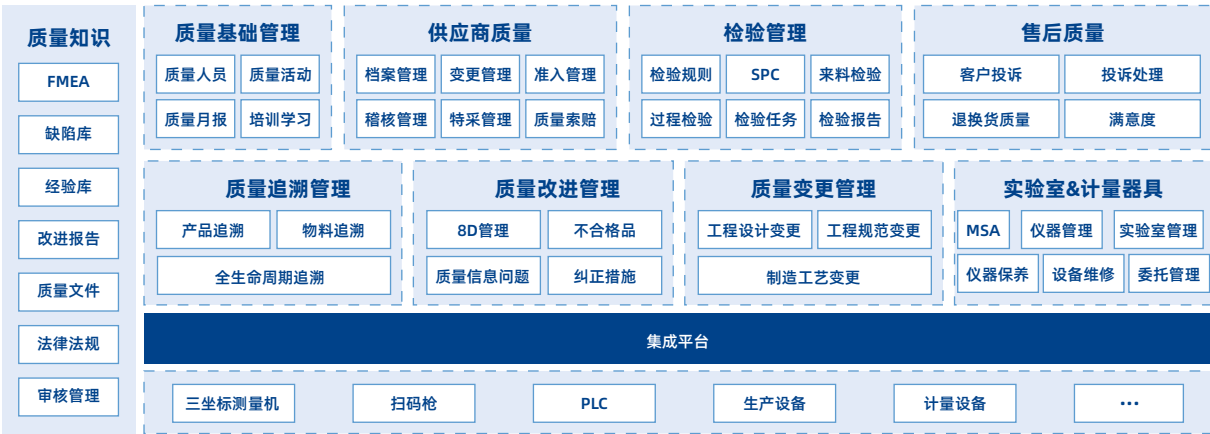 质量知识
FMEA
缺陷库
经验库
改进报告
质量文件
法律法规
审核管理
质量基础管理
质量人员 质量活动
质量月报 培训学习
供应商质量
档案管理 变更管理 准入管理
稽核管理 特采管理 质量索赔
检验管理
检验规则 SPC 来料检验
过程检验 检验任务 检验报告
售后质量
客户投诉 投诉处理
退换货质量 满意度
质量追溯管理
产品追溯 物料追溯
全生命周期追溯
质量改进管理
8D管理 不合格品
质量信息问题 纠正措施
质量变更管理
工程设计变更 工程规范变更
制造工艺变更
实验室&计量器具
MSA 仪器管理 实验室管理
仪器保养 设备维修 委托管理
集成平台
三坐标测量机 扫码枪 PLC 生产设备 计量设备 ···